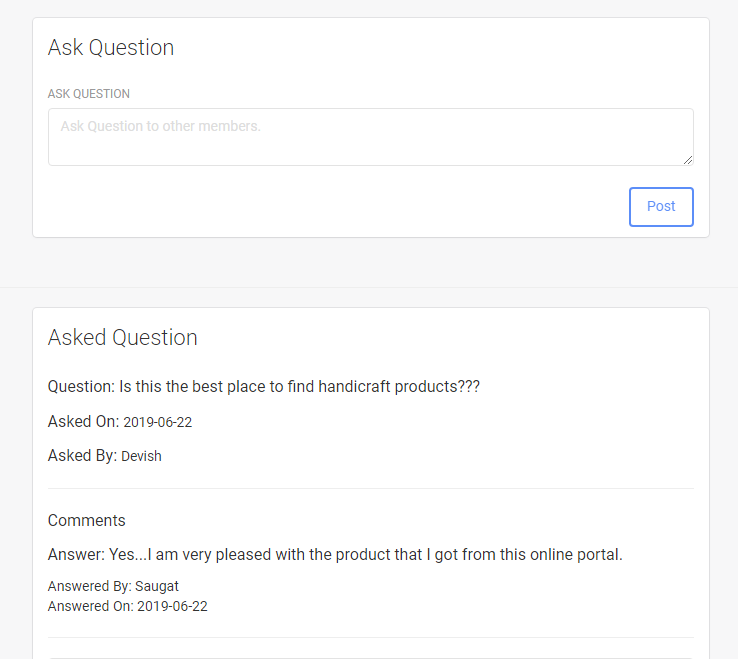 Ask Question
ASK QUESTION
Ask Question to other members.
Post
Asked Question
Question: Is this the best place to find handicraft products???
Asked On: 2019-06-22
Asked By: Devish
Comments
Answer: Yes...I am very pleased with the product that I got from this online portal.
Answered By: Saugat
Answered On: 2019-06-22